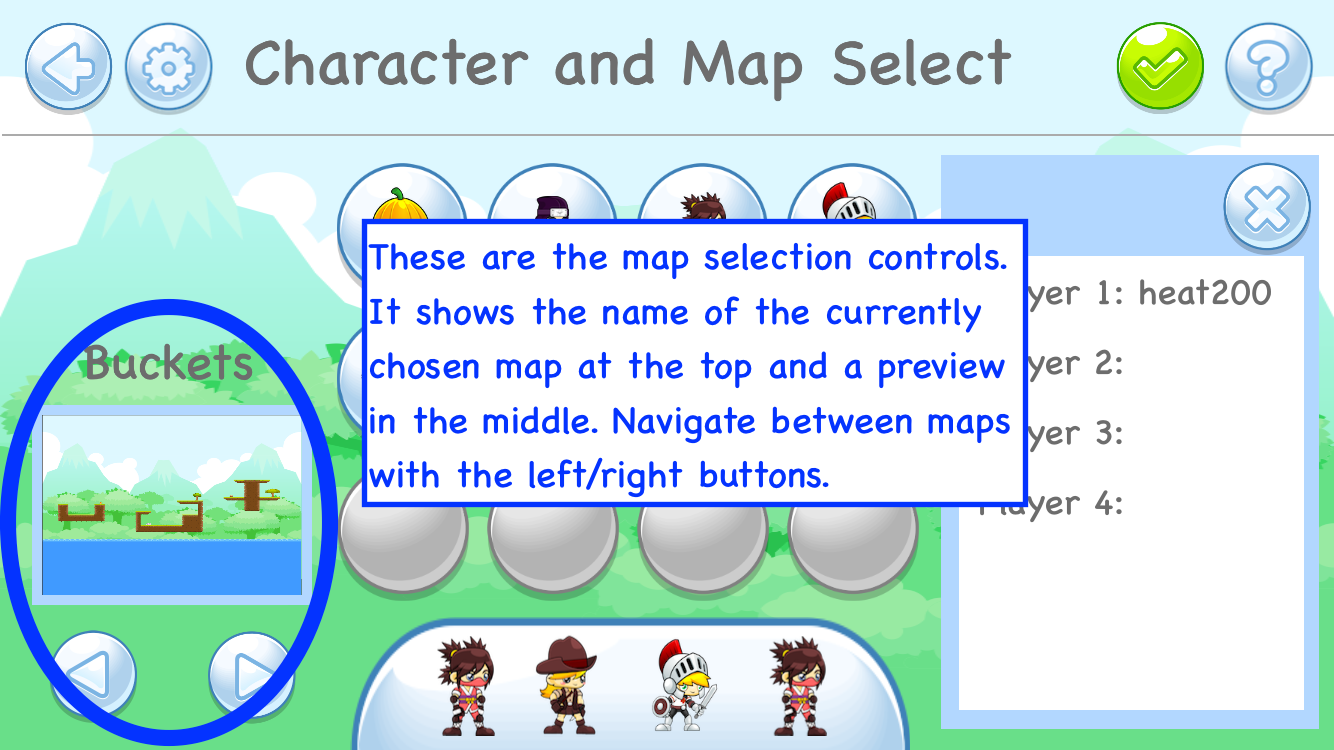 Character and Map Select
These are the map selection controls.
It shows the name of the currently
chosen map at the top and a preview
in the middle. Navigate between maps
with the left/right buttons.
Buckets
yer 1: heat200
yer 2:
yer 3:
Player 4: